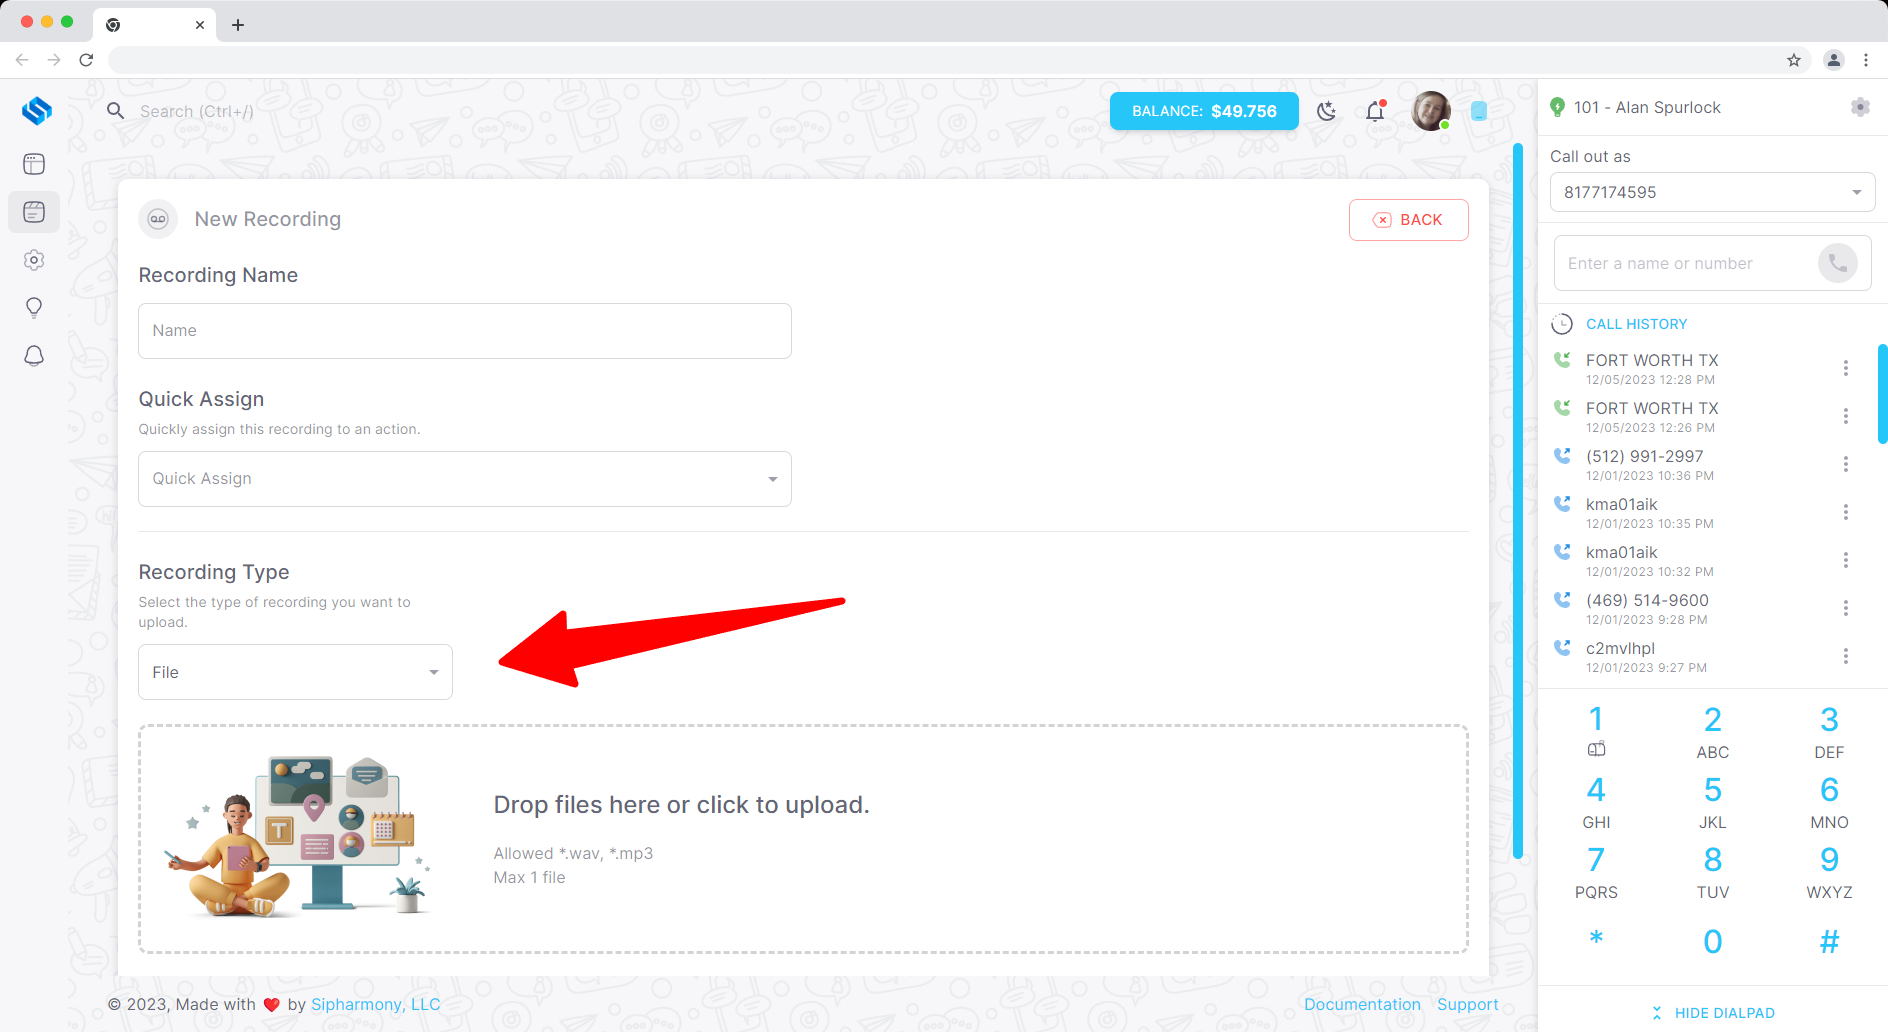 Search (Ctrl+/)
BALANCE: $49.756
New Recording
BACK
Recording Name
Name
Quick Assign
Quickly assign this recording to an action.
Quick Assign
Recording Type
Select the type of recording you want to
upload.
File
T
Drop files here or click to upload.
Allowed *.wav, *.mp3
Max 1 file
© 2023, Made with ❤️ by Sipharmony, LLC
Documentation Support
101 - Alan Spurlock
Call out as
8177174595
Enter a name or number
CALL HISTORY
FORT WORTH TX
12/05/2023 12:28 PM
FORT WORTH TX
12/05/2023 12:26 PM
(512) 991-2997
12/01/2023 10:36 PM
kma01aik
12/01/2023 10:35 PM
kma01aik
12/01/2023 10:32 PM
(469) 514-9600
12/01/2023 9:28 PM
c2mvlhpl
12/01/2023 9:27 PM
1 2 3
ABC DEF
4 5 6
GHI JKL MNO
7 8 9
PQRS TUV WXYZ
* 0 #
HIDE DIALPAD